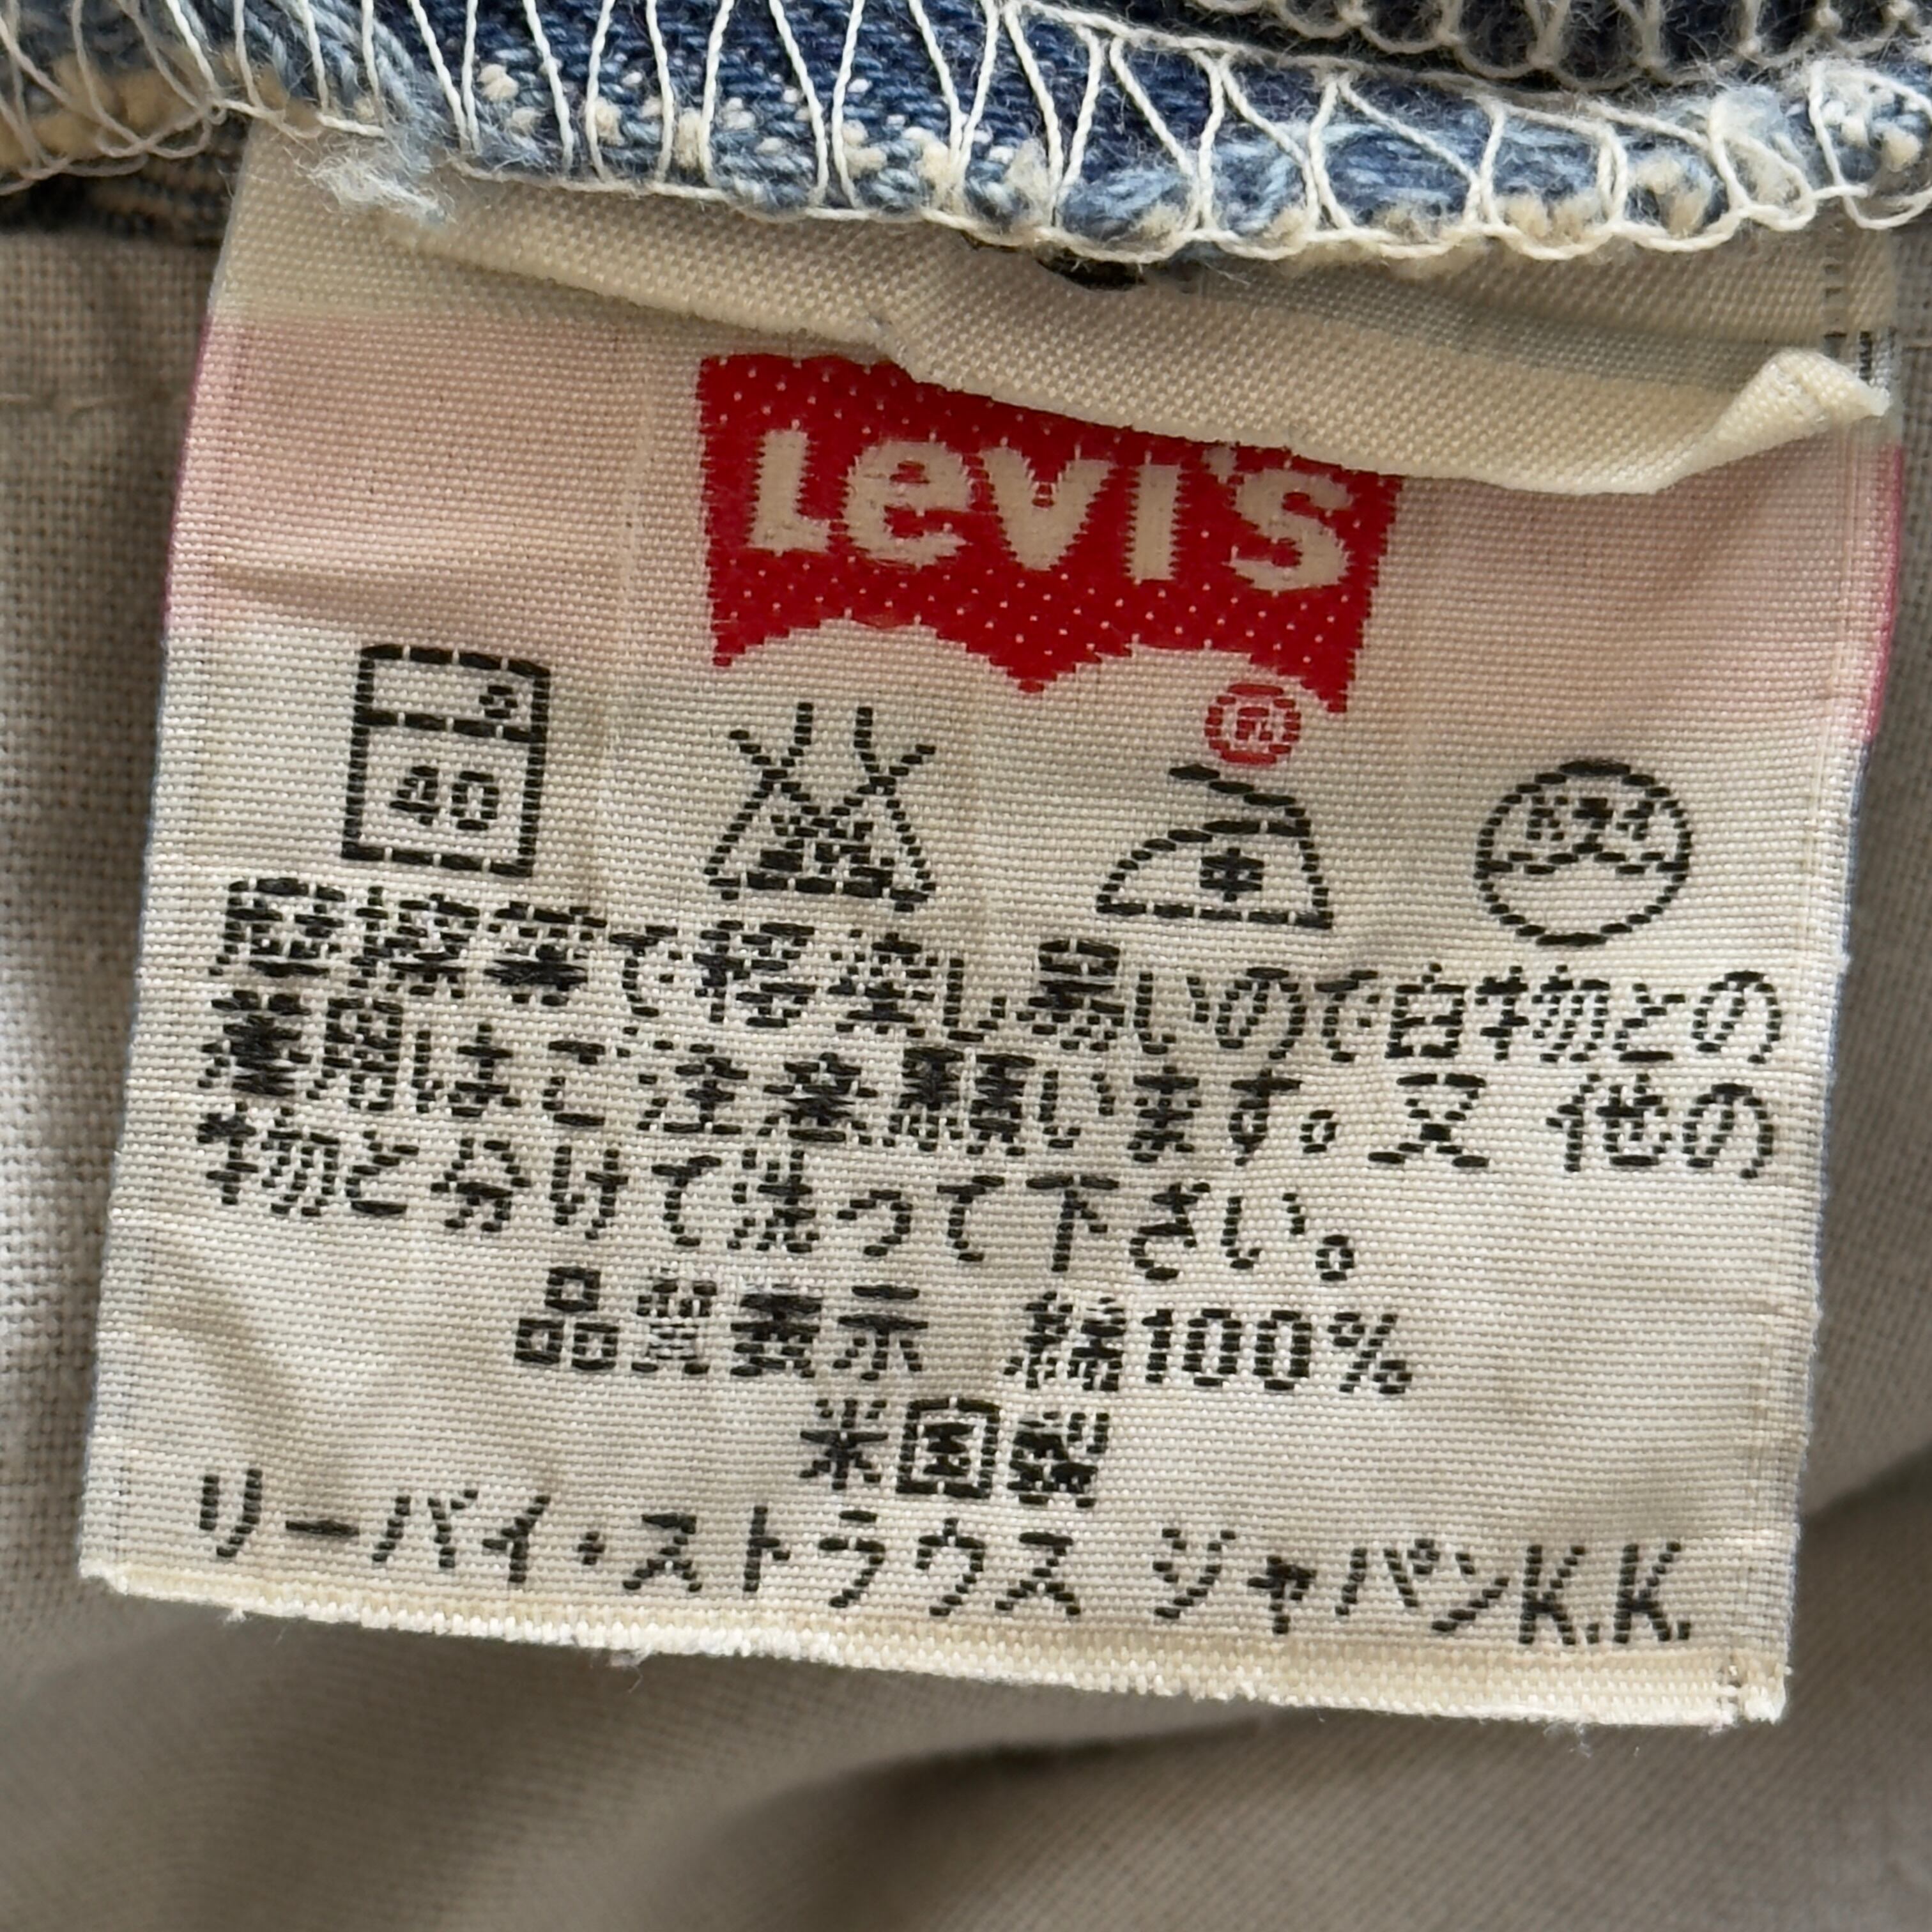 Levi's
®
40
ドライ
摩擦等で移染し易いので白物との
着用はご注意願います。又 他の
物と分けて洗って下さい。
品質表示 綿100%
米国製
リーバイ・ストラウス ジャパンK.K.